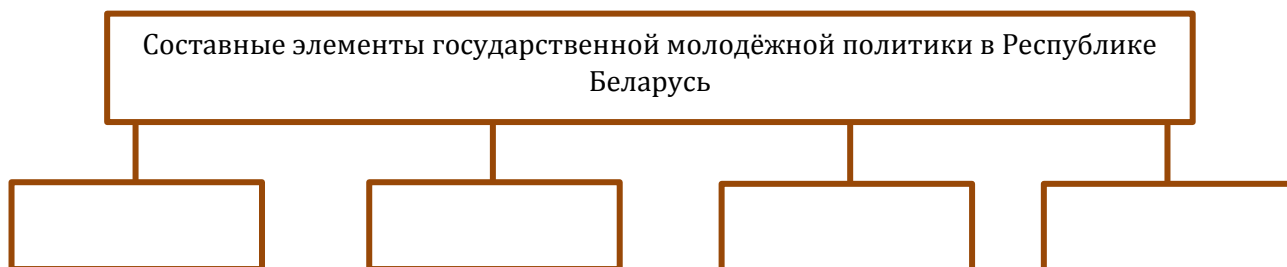 Составные элементы государственной молодёжной политики в Республике
Беларусь